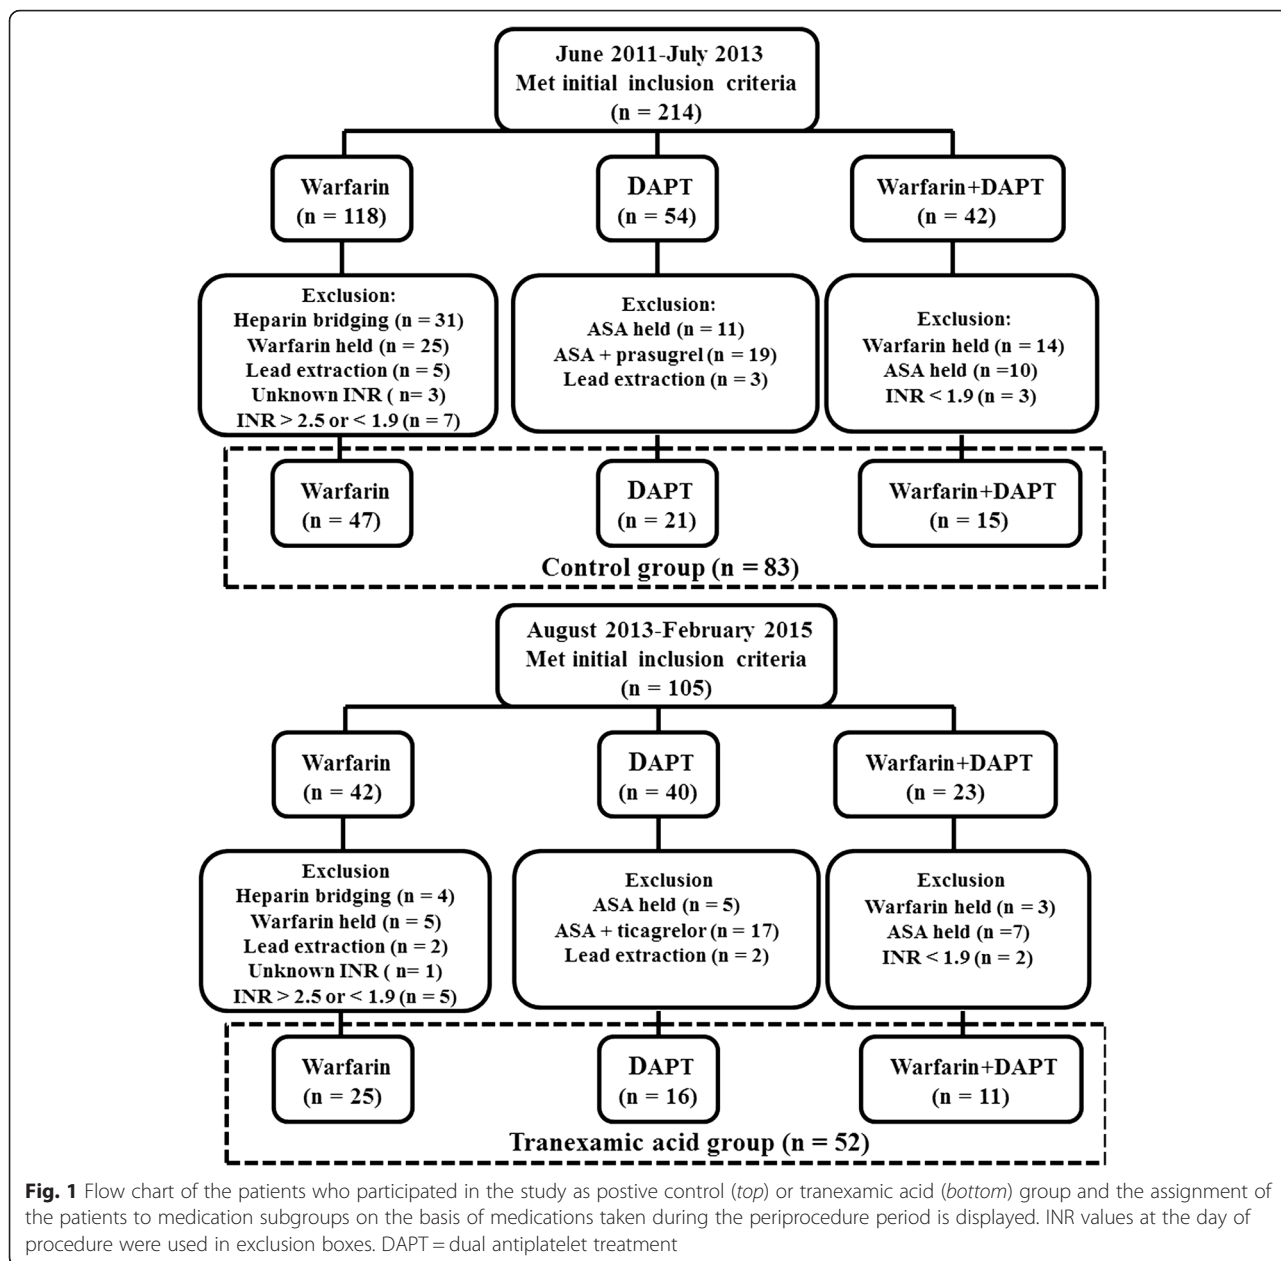 June 2011-July 2013
Met initial inclusion criteria
(n = 214)
Warfarin
(n = 118)
DAPT
(n = 54)
Warfarin+DAPT
(n = 42)
Exclusion:
Heparin bridging (n = 31)
Warfarin held (n = 25)
Lead extraction (n = 5)
Unknown INR ( n= 3)
INR > 2.5 or < 1.9 (n = 7)
Exclusion:
ASA held (n = 11)
ASA + prasugrel (n = 19)
Lead extraction (n = 3)
Exclusion:
Warfarin held (n = 14)
ASA held (n =10)
INR < 1.9 (n = 3)
Warfarin
(n = 47)
DAPT
(n = 21)
Warfarin+DAPT
(n = 15)
Control group (n = 83)
August 2013-February 2015
Met initial inclusion criteria
(n = 105)
Warfarin
(n = 42)
DAPT
(n = 40)
Warfarin+DAPT
(n = 23)
Exclusion
Heparin bridging (n = 4)
Warfarin held (n = 5)
Lead extraction (n = 2)
Unknown INR ( n= 1)
INR > 2.5 or < 1.9 (n = 5)
Exclusion
ASA held (n = 5)
ASA + ticagrelor (n = 17)
Lead extraction (n = 2)
Exclusion
Warfarin held (n = 3)
ASA held (n =7)
INR < 1.9 (n = 2)
Warfarin
(n = 25)
DAPT
(n = 16)
Warfarin+DAPT
(n = 11)
Tranexamic acid group (n = 52)
Fig. 1 Flow chart of the patients who participated in the study as postive control (top) or tranexamic acid (bottom) group and the assignment of
the patients to medication subgroups on the basis of medications taken during the periprocedure period is displayed. INR values at the day of
procedure were used in exclusion boxes. DAPT = dual antiplatelet treatment